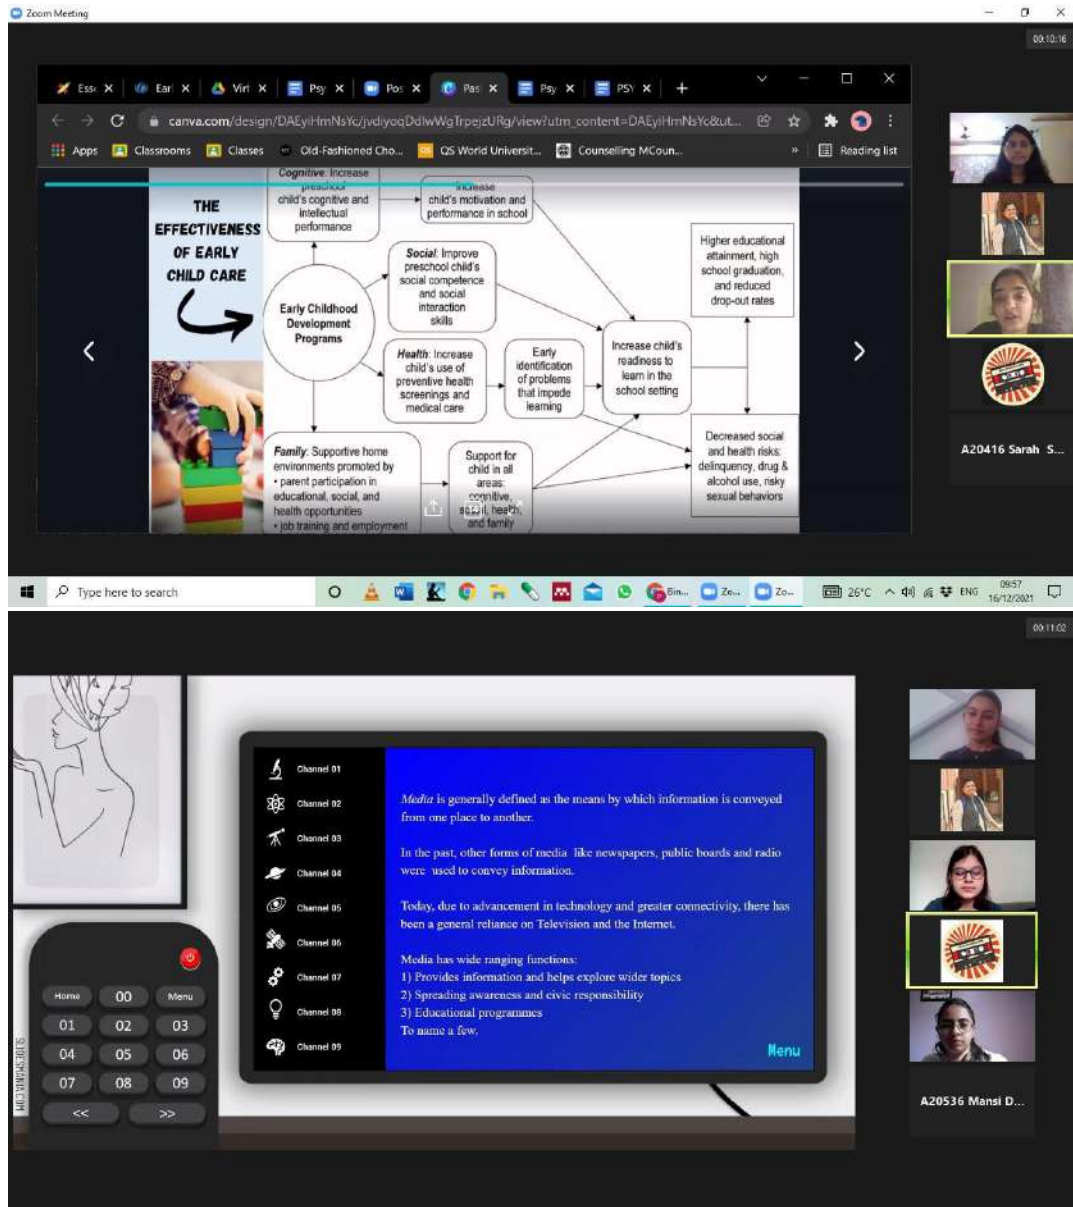 Zoom Meeting
00:10:16
Ess
Earl
Virt
Psy
Pos
Pas
Psy
PSY
canva.com/design/DAEyiHmNsYc/jvdiyoqDdlwWgTrpejzURg/view?utm_content=DAEyiHmNsYc&ut...
Apps
Classrooms
Classes
Old-Fashioned Cho...
QS World Universit...
Counselling MCoun...
»
Reading list
THE
EFFECTIVENESS
OF EARLY
CHILD CARE
Cognitive: Increase
preschool
child's cognitive and
intellectual
performance
Increase
child's motivation and
performance in school
Social: Improve
preschool child's
social competence
and social
interaction
skills
Early Childhood
Development
Programs
Health: Increase
child's use of
preventive health
screenings and
medical care
Early
identification
of problems
that impede
learning
Increase child's
readiness to
learn in the
school setting
Higher educational
attainment, high
school graduation,
and reduced
drop-out rates
Decreased social
and health risks:
delinquency, drug &
alcohol use, risky
sexual behaviors
Family: Supportive home
environments promoted by
• parent participation in
educational, social, and
health opportunities
• job training and employment
Support for
child in all
areas:
cognitive,
social, health,
and family
A20416 Sarah S...
Type here to search
Bin...
Zo...
Zo...
26°C
ENG
09:57
16/12/2021
00:11:02
Channel 01
Channel 02
Channel 03
Channel 04
Channel 05
Channel 06
Channel 07
Channel 08
Channel 09
Media is generally defined as the means by which information is conveyed
from one place to another.
In the past, other forms of media like newspapers, public boards and radio
were used to convey information.
Today, due to advancement in technology and greater connectivity, there has
been a general reliance on Television and the Internet.
Media has wide ranging functions:
1) Provides information and helps explore wider topics
2) Spreading awareness and civic responsibility
3) Educational programmes
To name a few.
Menu
Home 00 Menu
01 02 03
04 05 06
07 08 09
<< >>
SLIDESMANIA.COM
A20536 Mansi D...